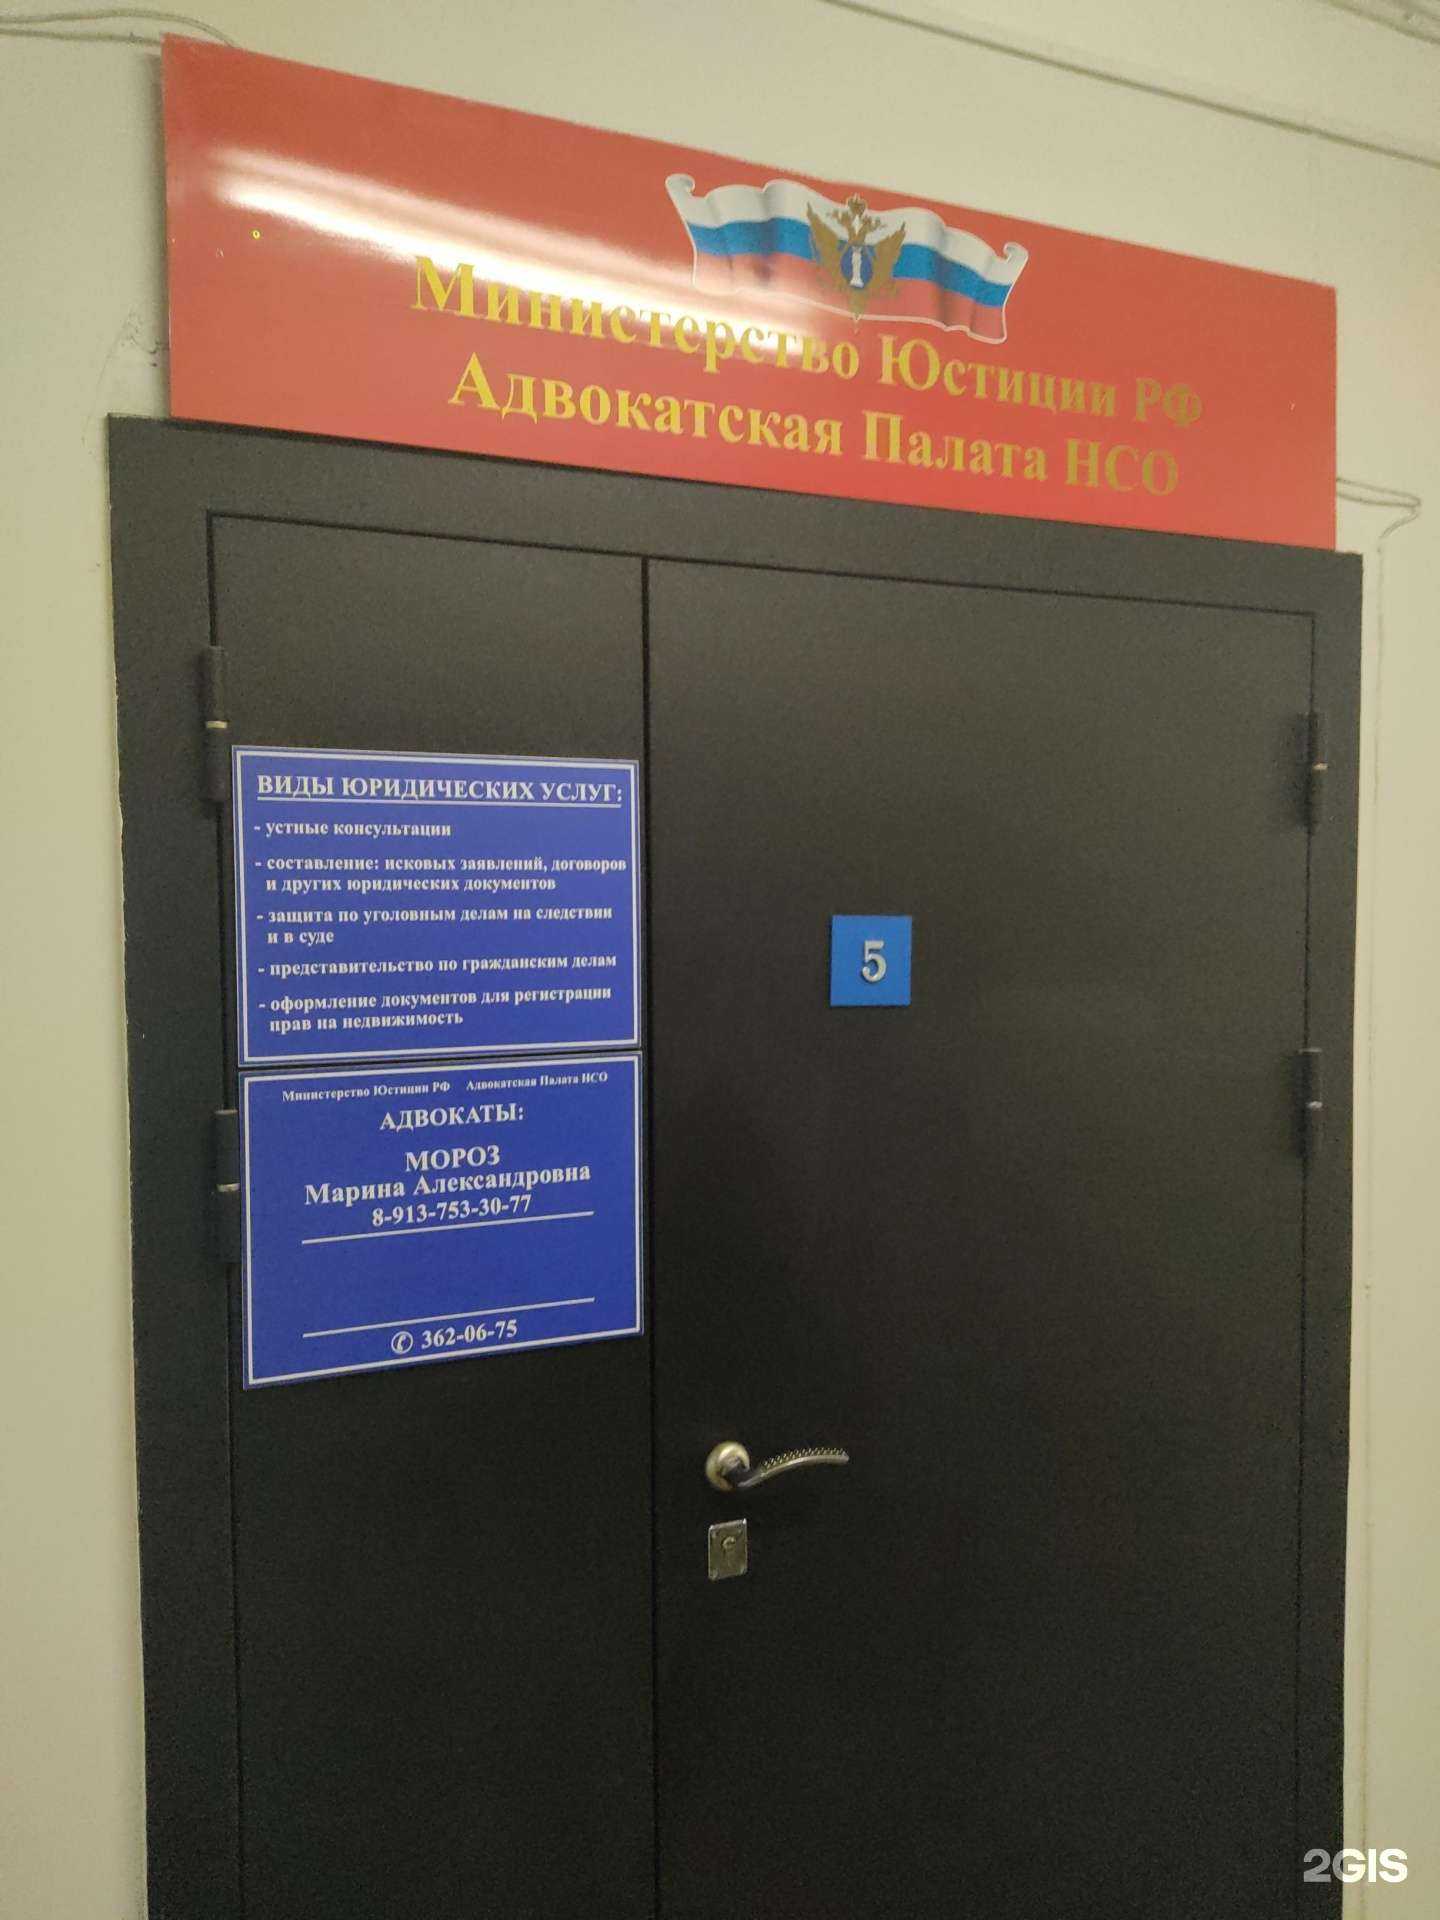 Министерство Юстиции РФ
Адвокатская Палата НСО
ВИДЫ ЮРИДИЧЕСКИХ УСЛУГ:
- устные консультации
- составление: исковых заявлений, договоров
и других юридических документов
- защита по уголовным делам на следствии
и в суде
- представительство по гражданским делам
- оформление документов для регистрации
прав на недвижимость
5
Министерство Юстиции РФ Адвокатская Палата НСО
АДВОКАТЫ:
МОРОЗ
Марина Александровна
8-913-753-30-77
✆ 362-06-75
2GIS